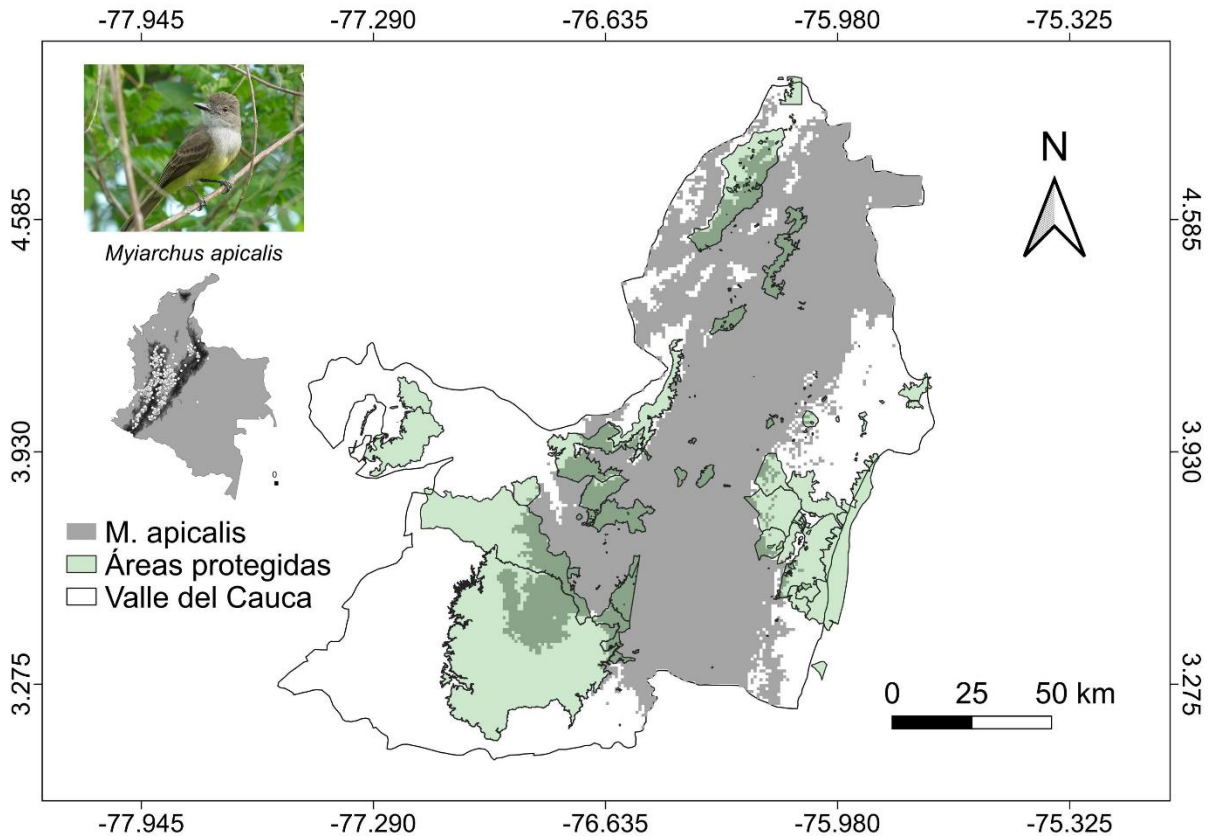 -77.945 -77.290 -76.635 -75.980 -75.325
Myiarchus apicalis
N
4.585
4.585
3.930
3.930
M. apicalis
Áreas protegidas
Valle del Cauca
3.275
3.275
0 25 50 km
-77.945 -77.290 -76.635 -75.980 -75.325